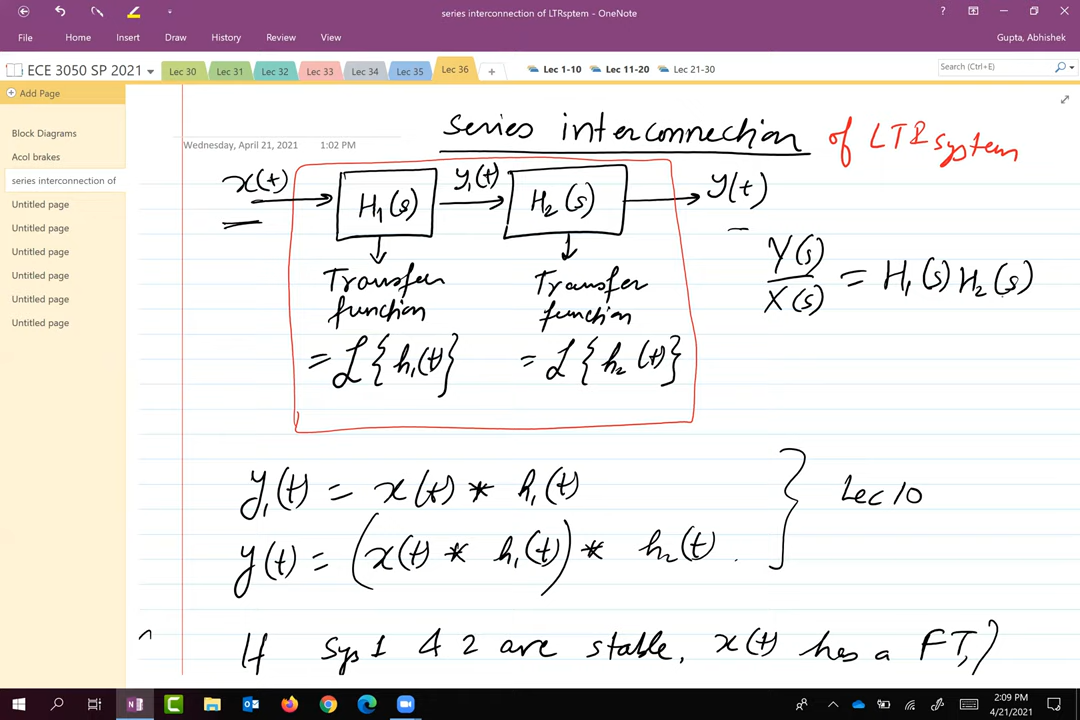 series interconnection of LTRsptem - OneNote
?
File Home Insert Draw History Review View Gupta, Abhishek
ECE 3050 SP 2021 Lec 30 Lec 31 Lec 32 Lec 33 Lec 34 Lec 35 Lec 36 + Lec 1-10 Lec 11-20 Lec 21-30 Search (Ctrl+E)
Add Page
Block Diagrams
Acol brakes
series interconnection of
Untitled page
Untitled page
Untitled page
Untitled page
Untitled page
Untitled page
series interconnection of LTI system
Wednesday, April 21, 2021 1:02 PM
x(t) H₁(s) y₁(t) H₂(s) y(t)
Transfer function
= ℒ{h₁(t)}
Transfer function
= ℒ{h₂(t)}
Y(s)/X(s) = H₁(s) H₂(s)
y₁(t) = x(t) * h₁(t)
y(t) = (x(t) * h₁(t)) * h₂(t).
} Lec 10
If sys 1 & 2 are stable, x(t) has a FT,
2:09 PM
4/21/2021